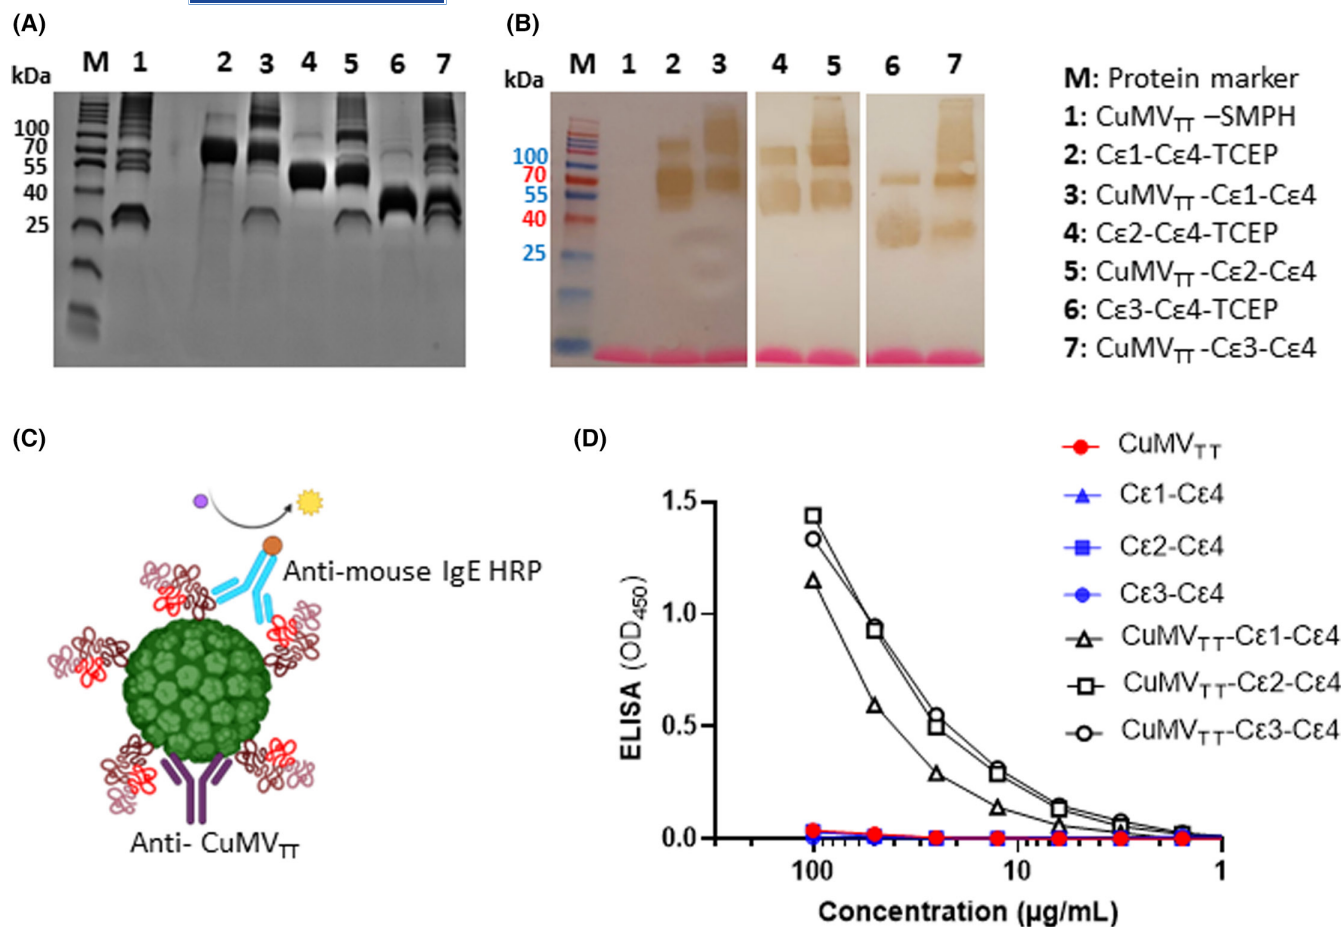 (A)
M 1 2 3 4 5 6 7
kDa
100
70
55
40
25
(B)
M 1 2 3 4 5 6 7
kDa
100
70
55
40
25
M: Protein marker
1: CuMVTT –SMPH
2: Cε1-Cε4-TCEP
3: CuMVTT -Cε1-Cε4
4: Cε2-Cε4-TCEP
5: CuMVTT -Cε2-Cε4
6: Cε3-Cε4-TCEP
7: CuMVTT -Cε3-Cε4
(C)
Anti-mouse IgE HRP
Anti- CuMVTT
(D)
CuMVTT
Cε1-Cε4
Cε2-Cε4
Cε3-Cε4
CuMVTT-Cε1-Cε4
CuMVTT-Cε2-Cε4
CuMVTT-Cε3-Cε4
ELISA (OD450)
1.5
1.0
0.5
0.0
100 10 1
Concentration (μg/mL)